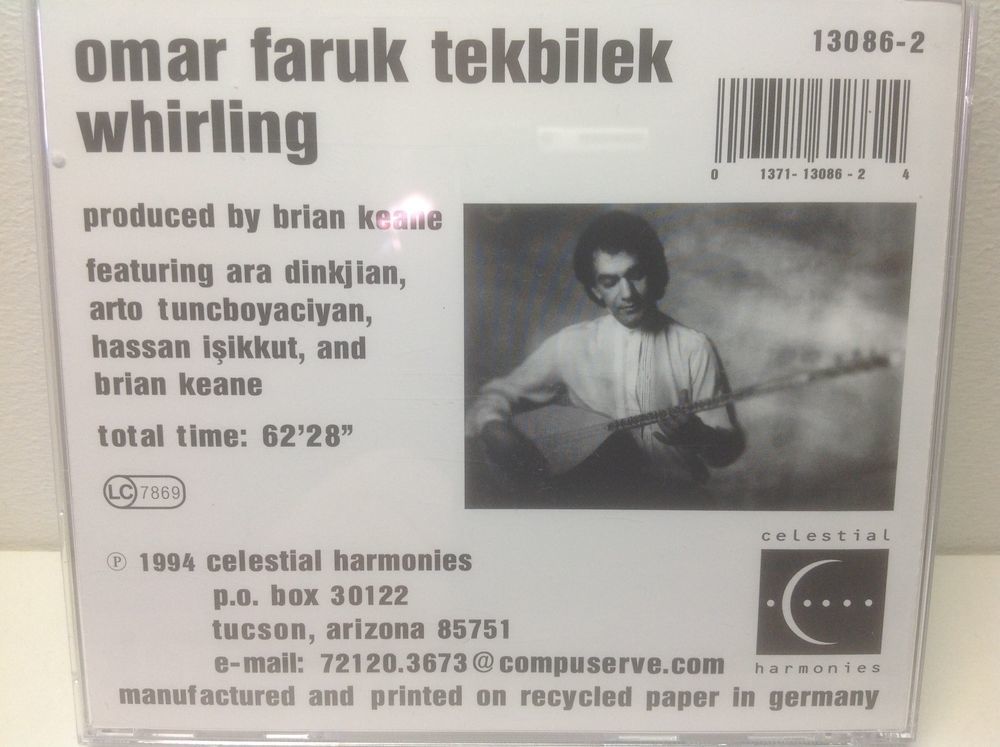 omar faruk tekbilek
whirling
13086-2
0 1371-13086-2 4
produced by brian keane
featuring ara dinkjian,
arto tuncboyaciyan,
hassan işikkut, and
brian keane
total time: 62'28"
LC 7869
℗ 1994 celestial harmonies
p.o. box 30122
tucson, arizona 85751
e-mail: 72120.3673@compuserve.com
manufactured and printed on recycled paper in germany
celestial
harmonies